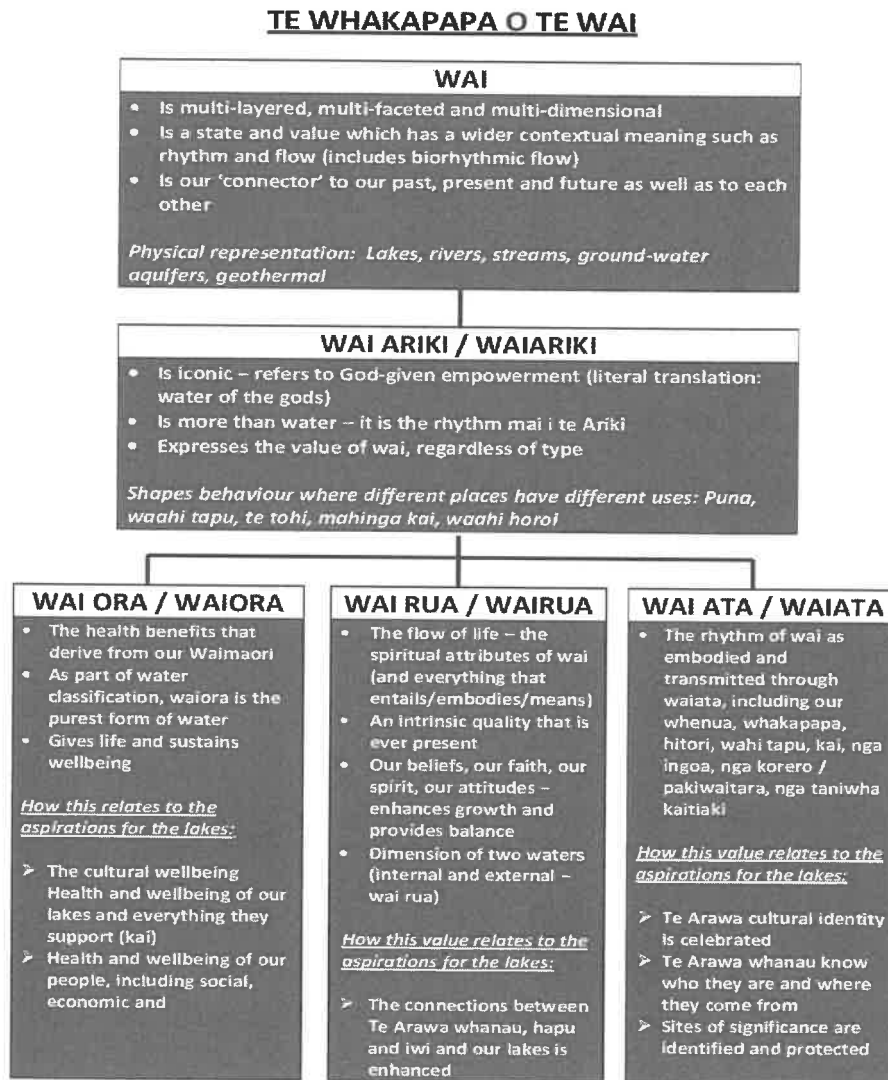 TE WHAKAPAPA O TE WAI
WAI
• Is multi-layered, multi-faceted and multi-dimensional
• Is a state and value which has a wider contextual meaning such as
rhythm and flow (includes biorhythmic flow)
• Is our 'connector' to our past, present and future as well as to each
other
Physical representation: Lakes, rivers, streams, ground-water
aquifers, geothermal
WAI ARIKI / WAIARIKI
• Is iconic – refers to God-given empowerment (literal translation:
water of the gods)
• Is more than water – it is the rhythm mai i te Ariki
• Expresses the value of wai, regardless of type
Shapes behaviour where different places have different uses: Puna,
waahi tapu, te tohi, mahinga kai, waahi horoi
WAI ORA / WAIORA
• The health benefits that
derive from our Waimaori
• As part of water
classification, waiora is the
purest form of water
• Gives life and sustains
wellbeing
How this relates to the
aspirations for the lakes:
➢ The cultural wellbeing
Health and wellbeing of our
lakes and everything they
support (kai)
➢ Health and wellbeing of our
people, including social,
economic and
WAI RUA / WAIRUA
• The flow of life – the
spiritual attributes of wai
(and everything that
entails/embodies/means)
• An intrinsic quality that is
ever present
• Our beliefs, our faith, our
spirit, our attitudes –
enhances growth and
provides balance
• Dimension of two waters
(internal and external –
wai rua)
How this value relates to the
aspirations for the lakes:
➢ The connections between
Te Arawa whanau, hapu
and iwi and our lakes is
enhanced
WAI ATA / WAIATA
• The rhythm of wai as
embodied and
transmitted through
waiata, including our
whenua, whakapapa,
hitori, wahi tapu, kai, nga
ingoa, nga korero /
pakiwaitara, nga taniwha
kaitiaki
How this value relates to the
aspirations for the lakes:
➢ Te Arawa cultural identity
is celebrated
➢ Te Arawa whanau know
who they are and where
they come from
➢ Sites of significance are
identified and protected